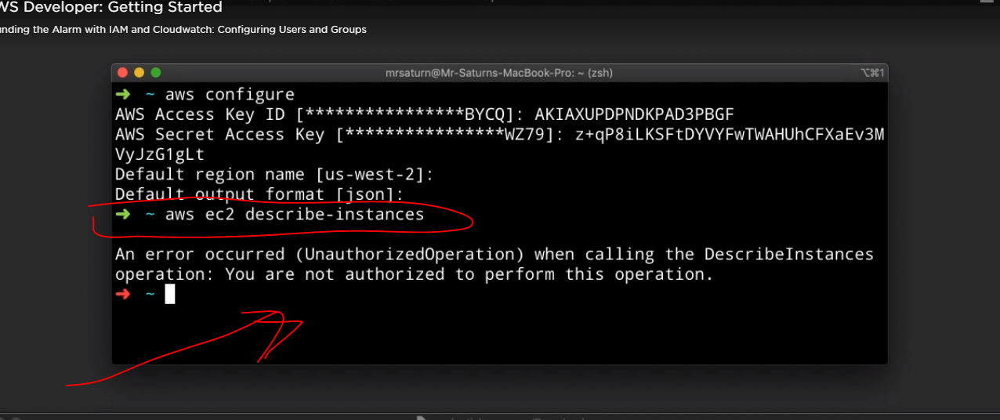 WS Developer: Getting Started
unding the Alarm with IAM and Cloudwatch: Configuring Users and Groups
mrsaturn@Mr-Saturns-MacBook-Pro: ~ (zsh)
⌥⌘1
➜ ~ aws configure
AWS Access Key ID [****************BYCQ]: AKIAXUPDPNDKPAD3PBGF
AWS Secret Access Key [****************WZ79]: z+qP8iLKSFtDYVYFwTWAHUhCFXaEv3M
VyJzG1gLt
Default region name [us-west-2]:
Default output format [json]:
➜ ~ aws ec2 describe-instances
An error occurred (UnauthorizedOperation) when calling the DescribeInstances
operation: You are not authorized to perform this operation.
➜ ~